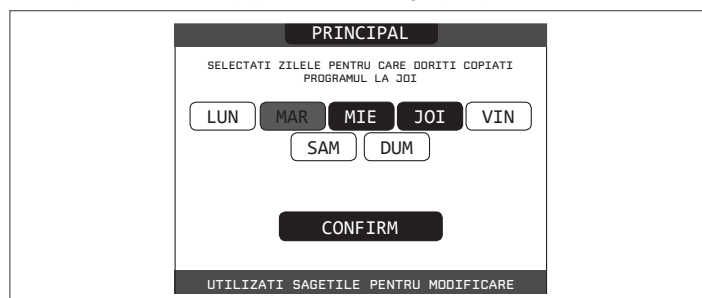 PRINCIPAL
SELECTATI ZILELE PENTRU CARE DORITI COPIATI
PROGRAMUL LA JOI
LUN MAR MIE JOI VIN
SAM DUM
CONFIRM
UTILIZATI SAGETILE PENTRU MODIFICARE